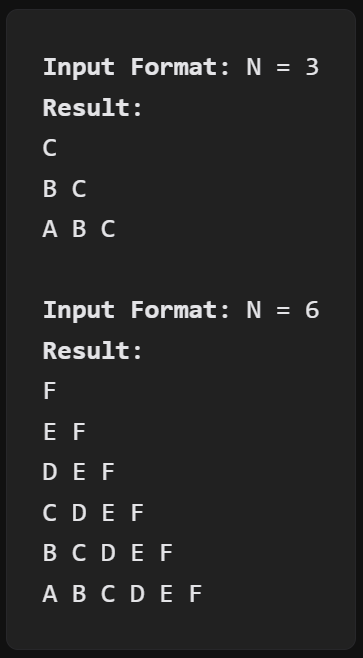 Input Format: N = 3
Result:
C
B C
A B C
Input Format: N = 6
Result:
F
E F
D E F
C D E F
B C D E F
A B C D E F